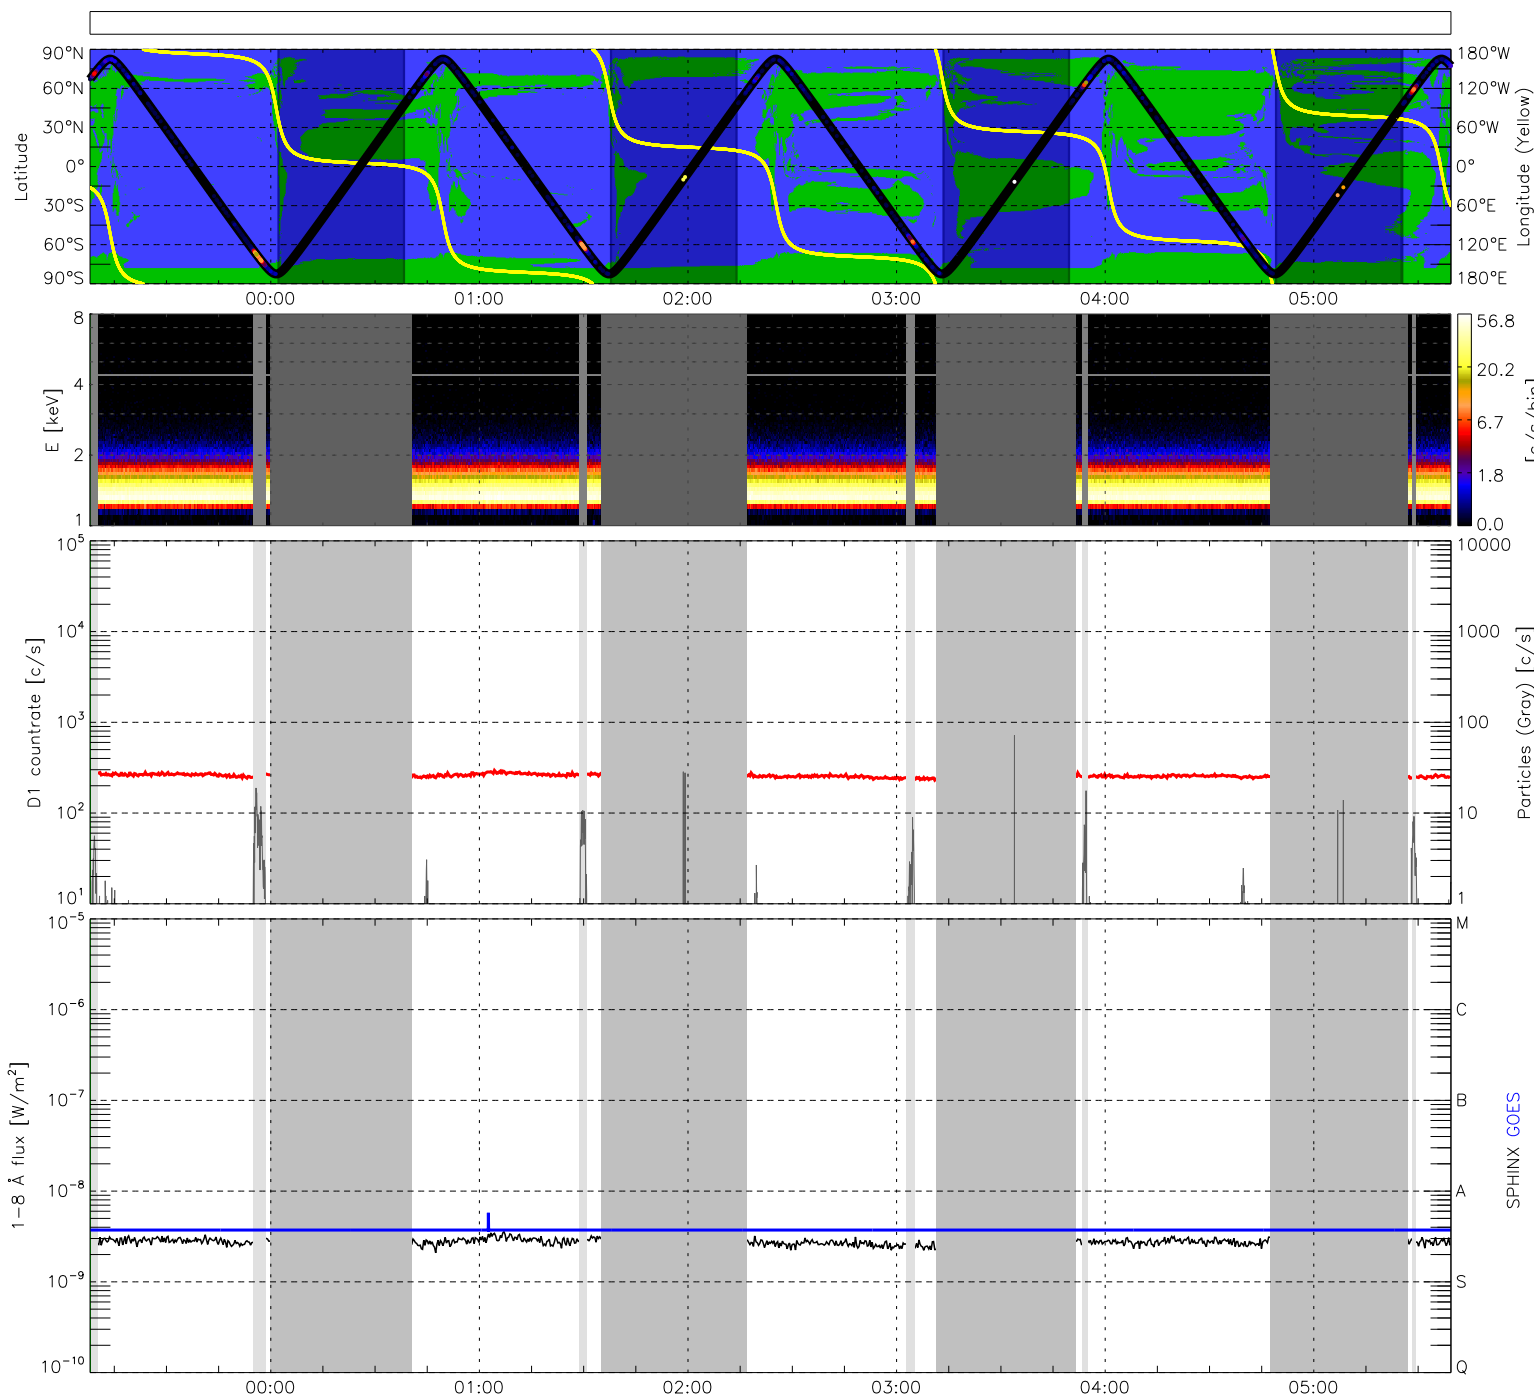 90°N
60°N
30°N
0°
30°S
60°S
90°S
Latitude
180°W
120°W
60°W
0°
60°E
120°E
180°E
Longitude (Yellow)
00:00 01:00 02:00 03:00 04:00 05:00
8
4
2
1
E [keV]
56.8
20.2
6.7
1.8
0.0
[c/s/bin]
10⁵
10⁴
10³
10²
10¹
D1 countrate [c/s]
10000
1000
100
10
1
Particles (Gray) [c/s]
10⁻⁵
10⁻⁶
10⁻⁷
10⁻⁸
10⁻⁹
10⁻¹⁰
1−8 Å flux [W/m²]
M
C
B
A
S
Q
SPHINX GOES
00:00 01:00 02:00 03:00 04:00 05:00